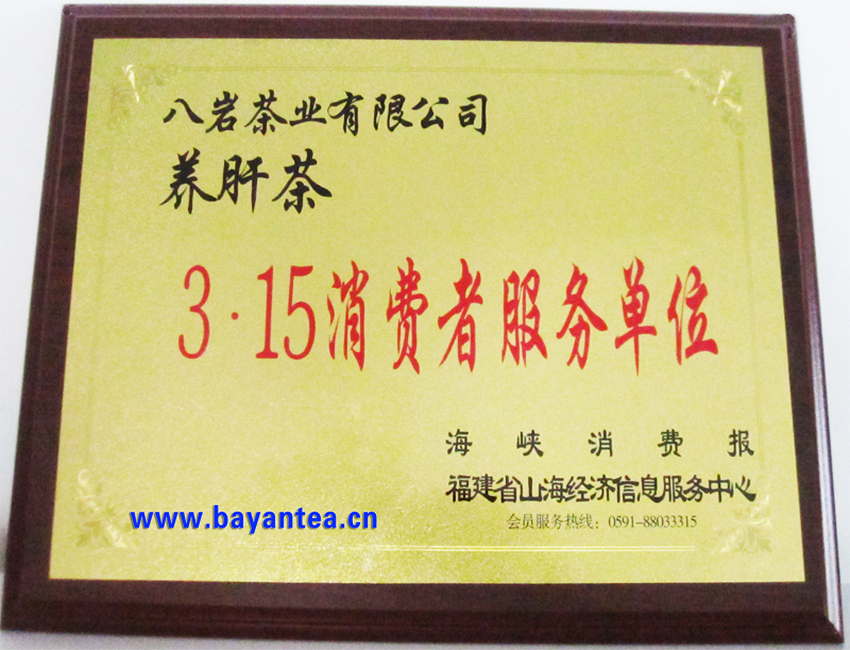 八岩茶业有限公司
养肝茶
3·15消费者服务单位
海峡消费报
福建省山海经济信息服务中心
www.bayantea.cn
会员服务热线：0591-88033315